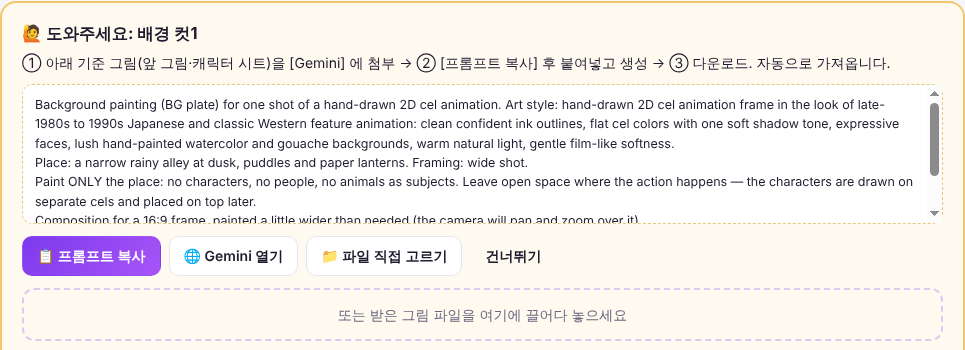 🙋 도와주세요: 배경 컷1
① 아래 기준 그림(앞 그림·캐릭터 시트)을 [Gemini] 에 첨부 → ② [프롬프트 복사] 후 붙여넣고 생성 → ③ 다운로드. 자동으로 가져옵니다.
Background painting (BG plate) for one shot of a hand-drawn 2D cel animation. Art style: hand-drawn 2D cel animation frame in the look of late-
1980s to 1990s Japanese and classic Western feature animation: clean confident ink outlines, flat cel colors with one soft shadow tone, expressive
faces, lush hand-painted watercolor and gouache backgrounds, warm natural light, gentle film-like softness.
Place: a narrow rainy alley at dusk, puddles and paper lanterns. Framing: wide shot.
Paint ONLY the place: no characters, no people, no animals as subjects. Leave open space where the action happens — the characters are drawn on
separate cels and placed on top later.
Composition for a 16:9 frame, painted a little wider than needed (the camera will pan and zoom over it).
📋 프롬프트 복사 🌐 Gemini 열기 📁 파일 직접 고르기 건너뛰기
또는 받은 그림 파일을 여기에 끌어다 놓으세요